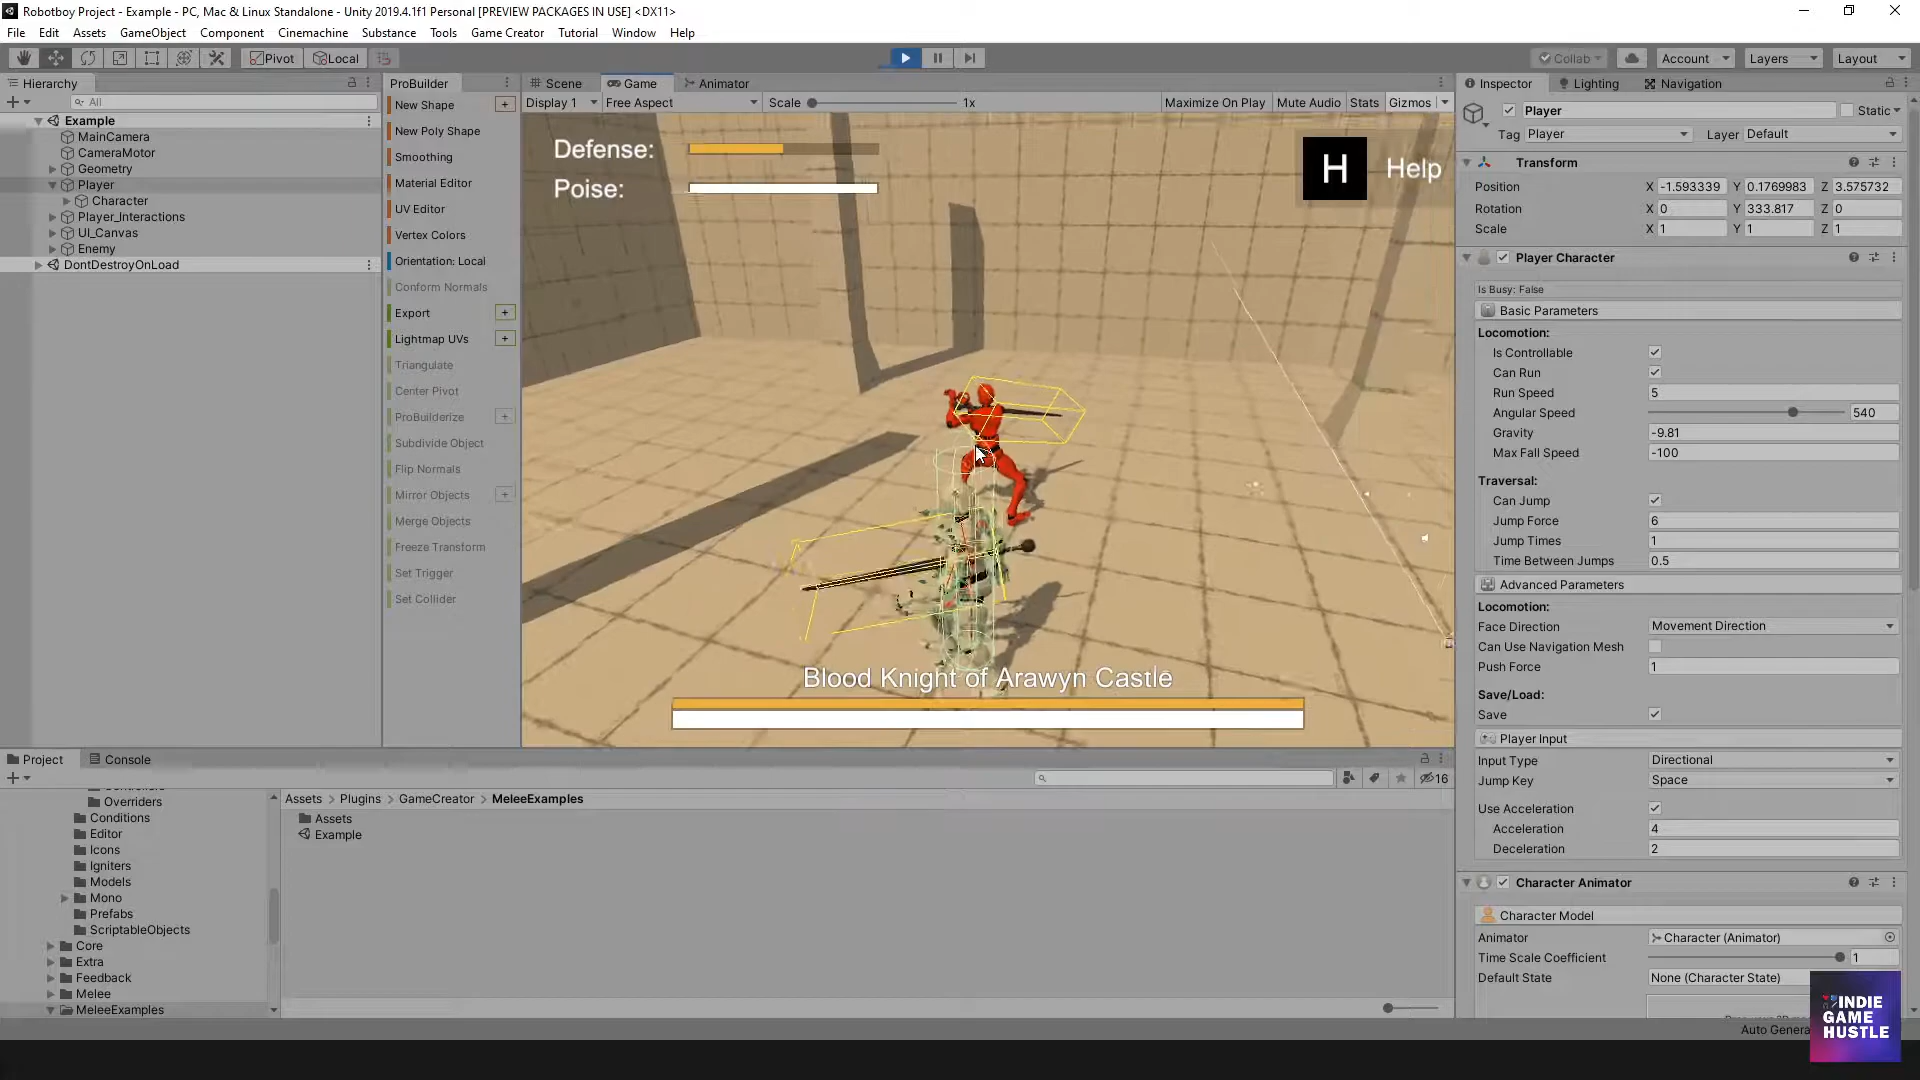 Robotboy Project - Example - PC, Mac & Linux Standalone - Unity 2019.4.1f1 Personal [PREVIEW PACKAGES IN USE] <DX11>
File Edit Assets GameObject Component Cinemachine Substance Tools Game Creator Tutorial Window Help
Pivot Local Collab Account Layers Layout
Hierarchy
All
Example
MainCamera
CameraMotor
Geometry
Player
Character
Player_Interactions
UI_Canvas
Enemy
DontDestroyOnLoad
ProBuilder
New Shape
New Poly Shape
Smoothing
Material Editor
UV Editor
Vertex Colors
Orientation: Local
Conform Normals
Export
Lightmap UVs
Triangulate
Center Pivot
ProBuilderize
Subdivide Object
Flip Normals
Mirror Objects
Merge Objects
Freeze Transform
Set Trigger
Set Collider
Scene Game Animator
Display 1 Free Aspect Scale 1x Maximize On Play Mute Audio Stats Gizmos
Defense:
Poise:
H Help
Blood Knight of Arawyn Castle
Inspector Lighting Navigation
Player Static
Tag Player Layer Default
Transform
Position X -1.593339 Y 0.1769983 Z 3.575732
Rotation X 0 Y 333.817 Z 0
Scale X 1 Y 1 Z 1
Player Character
Is Busy: False
Basic Parameters
Locomotion:
Is Controllable
Can Run
Run Speed 5
Angular Speed 540
Gravity -9.81
Max Fall Speed -100
Traversal:
Can Jump
Jump Force 6
Jump Times 1
Time Between Jumps 0.5
Advanced Parameters
Locomotion:
Face Direction Movement Direction
Can Use Navigation Mesh
Push Force 1
Save/Load:
Save
Player Input
Input Type Directional
Jump Key Space
Use Acceleration
Acceleration 4
Deceleration 2
Character Animator
Character Model
Animator Character (Animator)
Time Scale Coefficient 1
Default State None (Character State)
Auto Genera
INDIE
GAME
HUSTLE
Project Console
16
Overriders
Conditions
Editor
Icons
Igniters
Models
Mono
Prefabs
ScriptableObjects
Core
Extra
Feedback
Melee
MeleeExamples
Assets > Plugins > GameCreator > MeleeExamples
Assets
Example